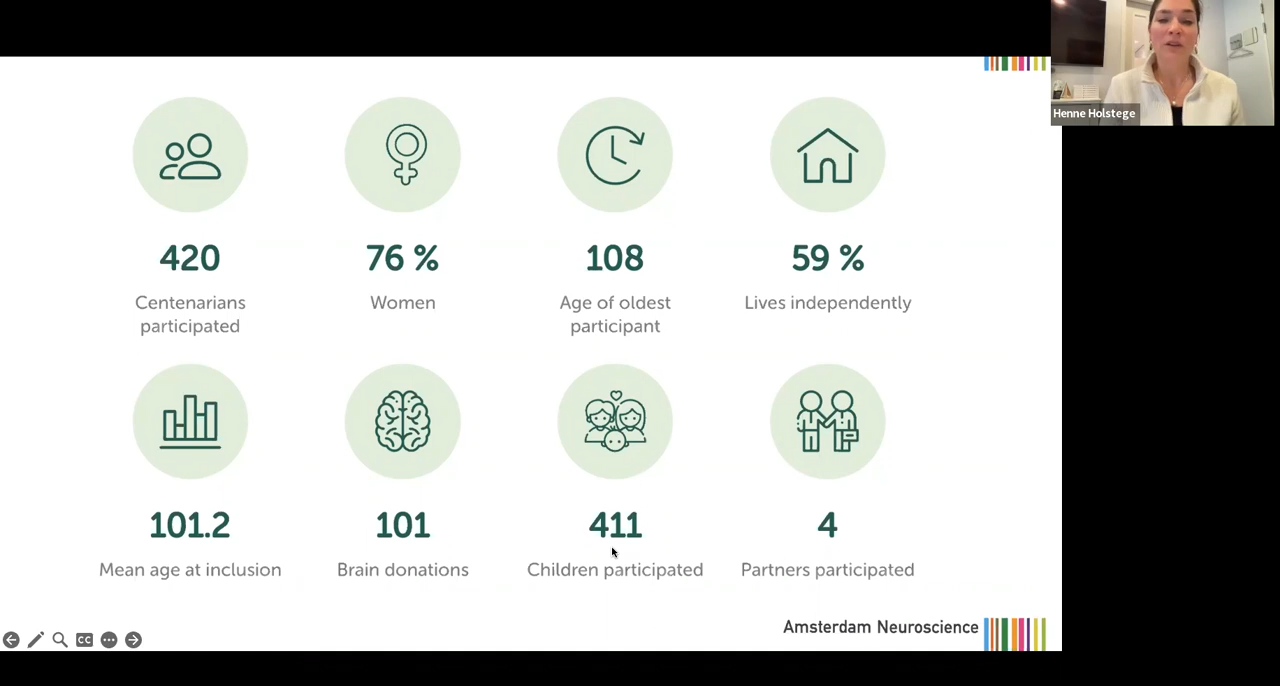 Henne Holstege
420
76 %
108
59 %
Centenarians
participated
Women
Age of oldest
participant
Lives independently
101.2
101
411
4
Mean age at inclusion
Brain donations
Children participated
Partners participated
Amsterdam Neuroscience
CC